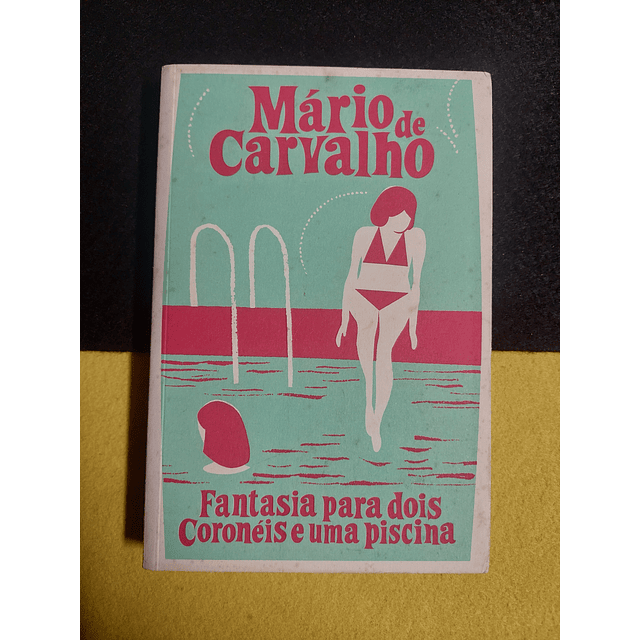 Mário de
Carvalho
Fantasia para dois
Coronéis e uma piscina